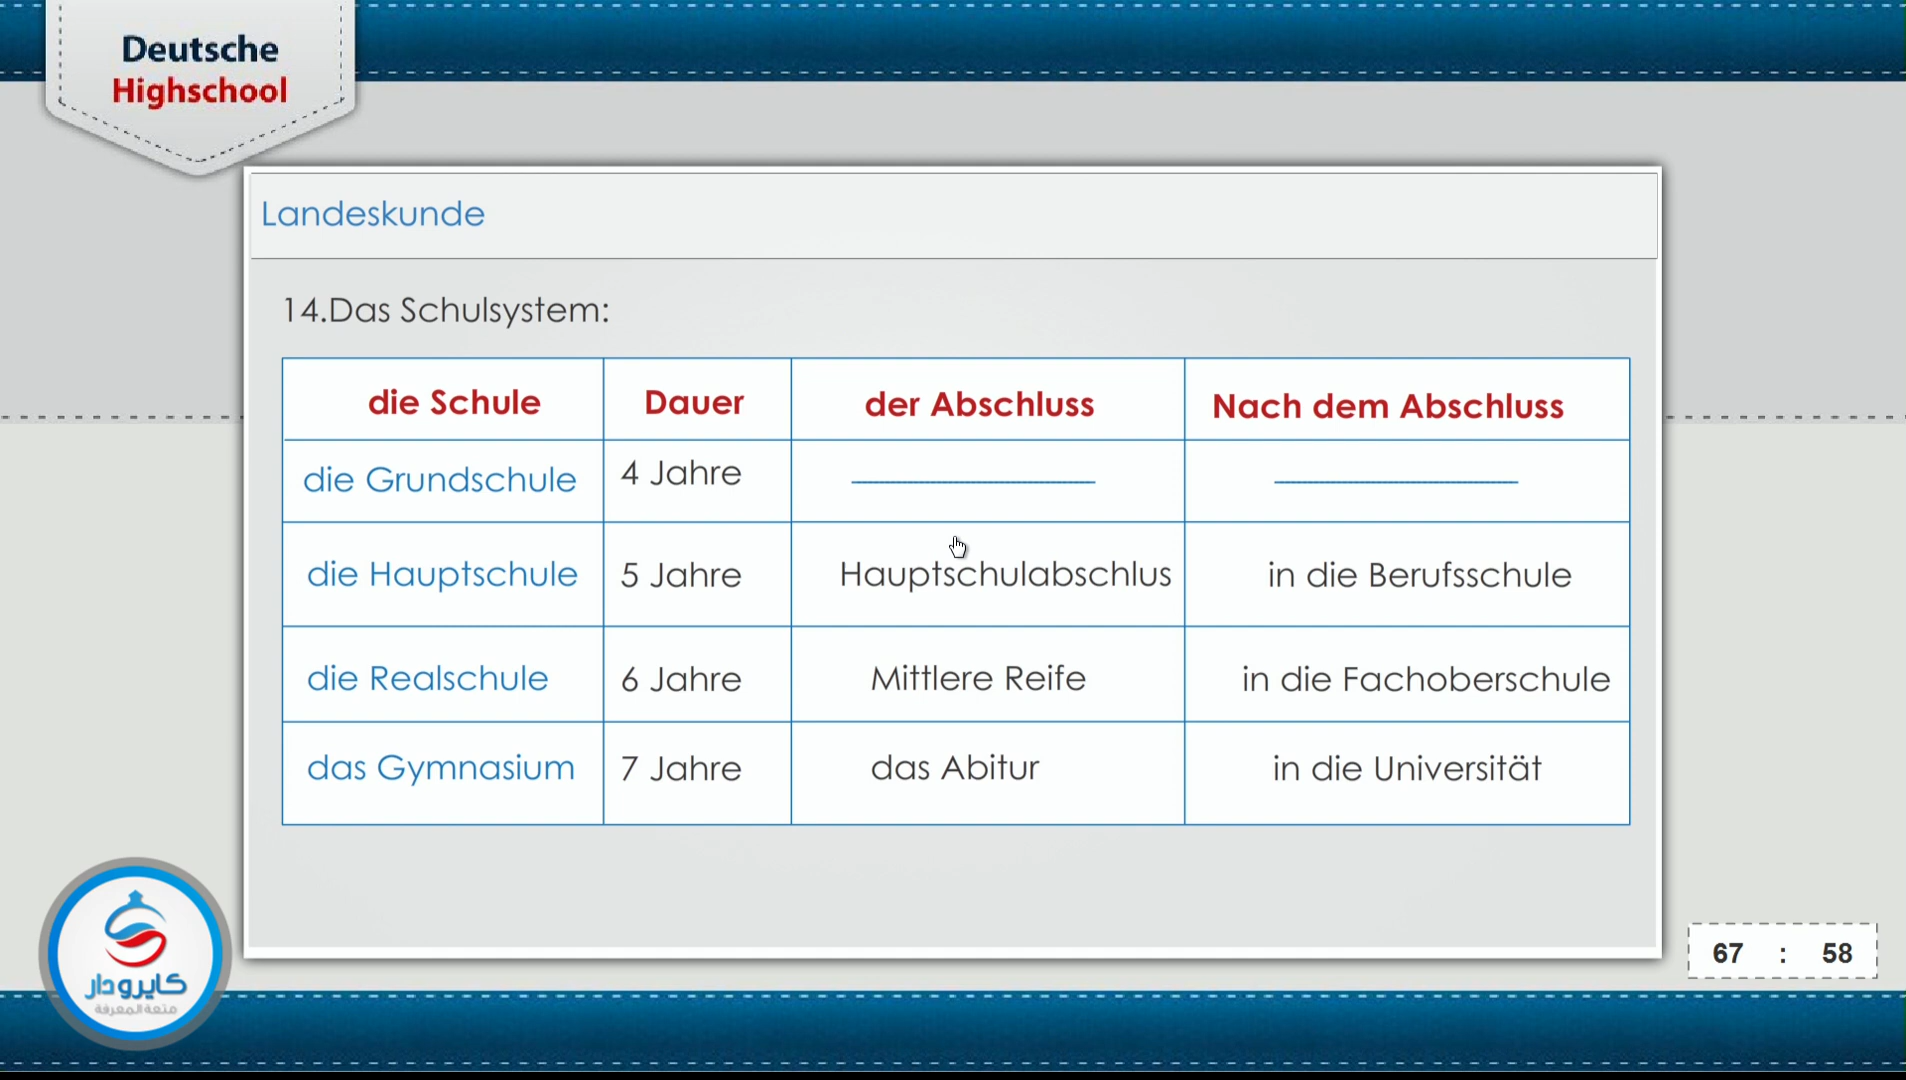 Deutsche
Highschool
Landeskunde
14.Das Schulsystem:
die Schule Dauer der Abschluss Nach dem Abschluss
die Grundschule 4 Jahre
die Hauptschule 5 Jahre Hauptschulabschlus in die Berufsschule
die Realschule 6 Jahre Mittlere Reife in die Fachoberschule
das Gymnasium 7 Jahre das Abitur in die Universität
كايرودار
متعة المعرفة
67 : 58